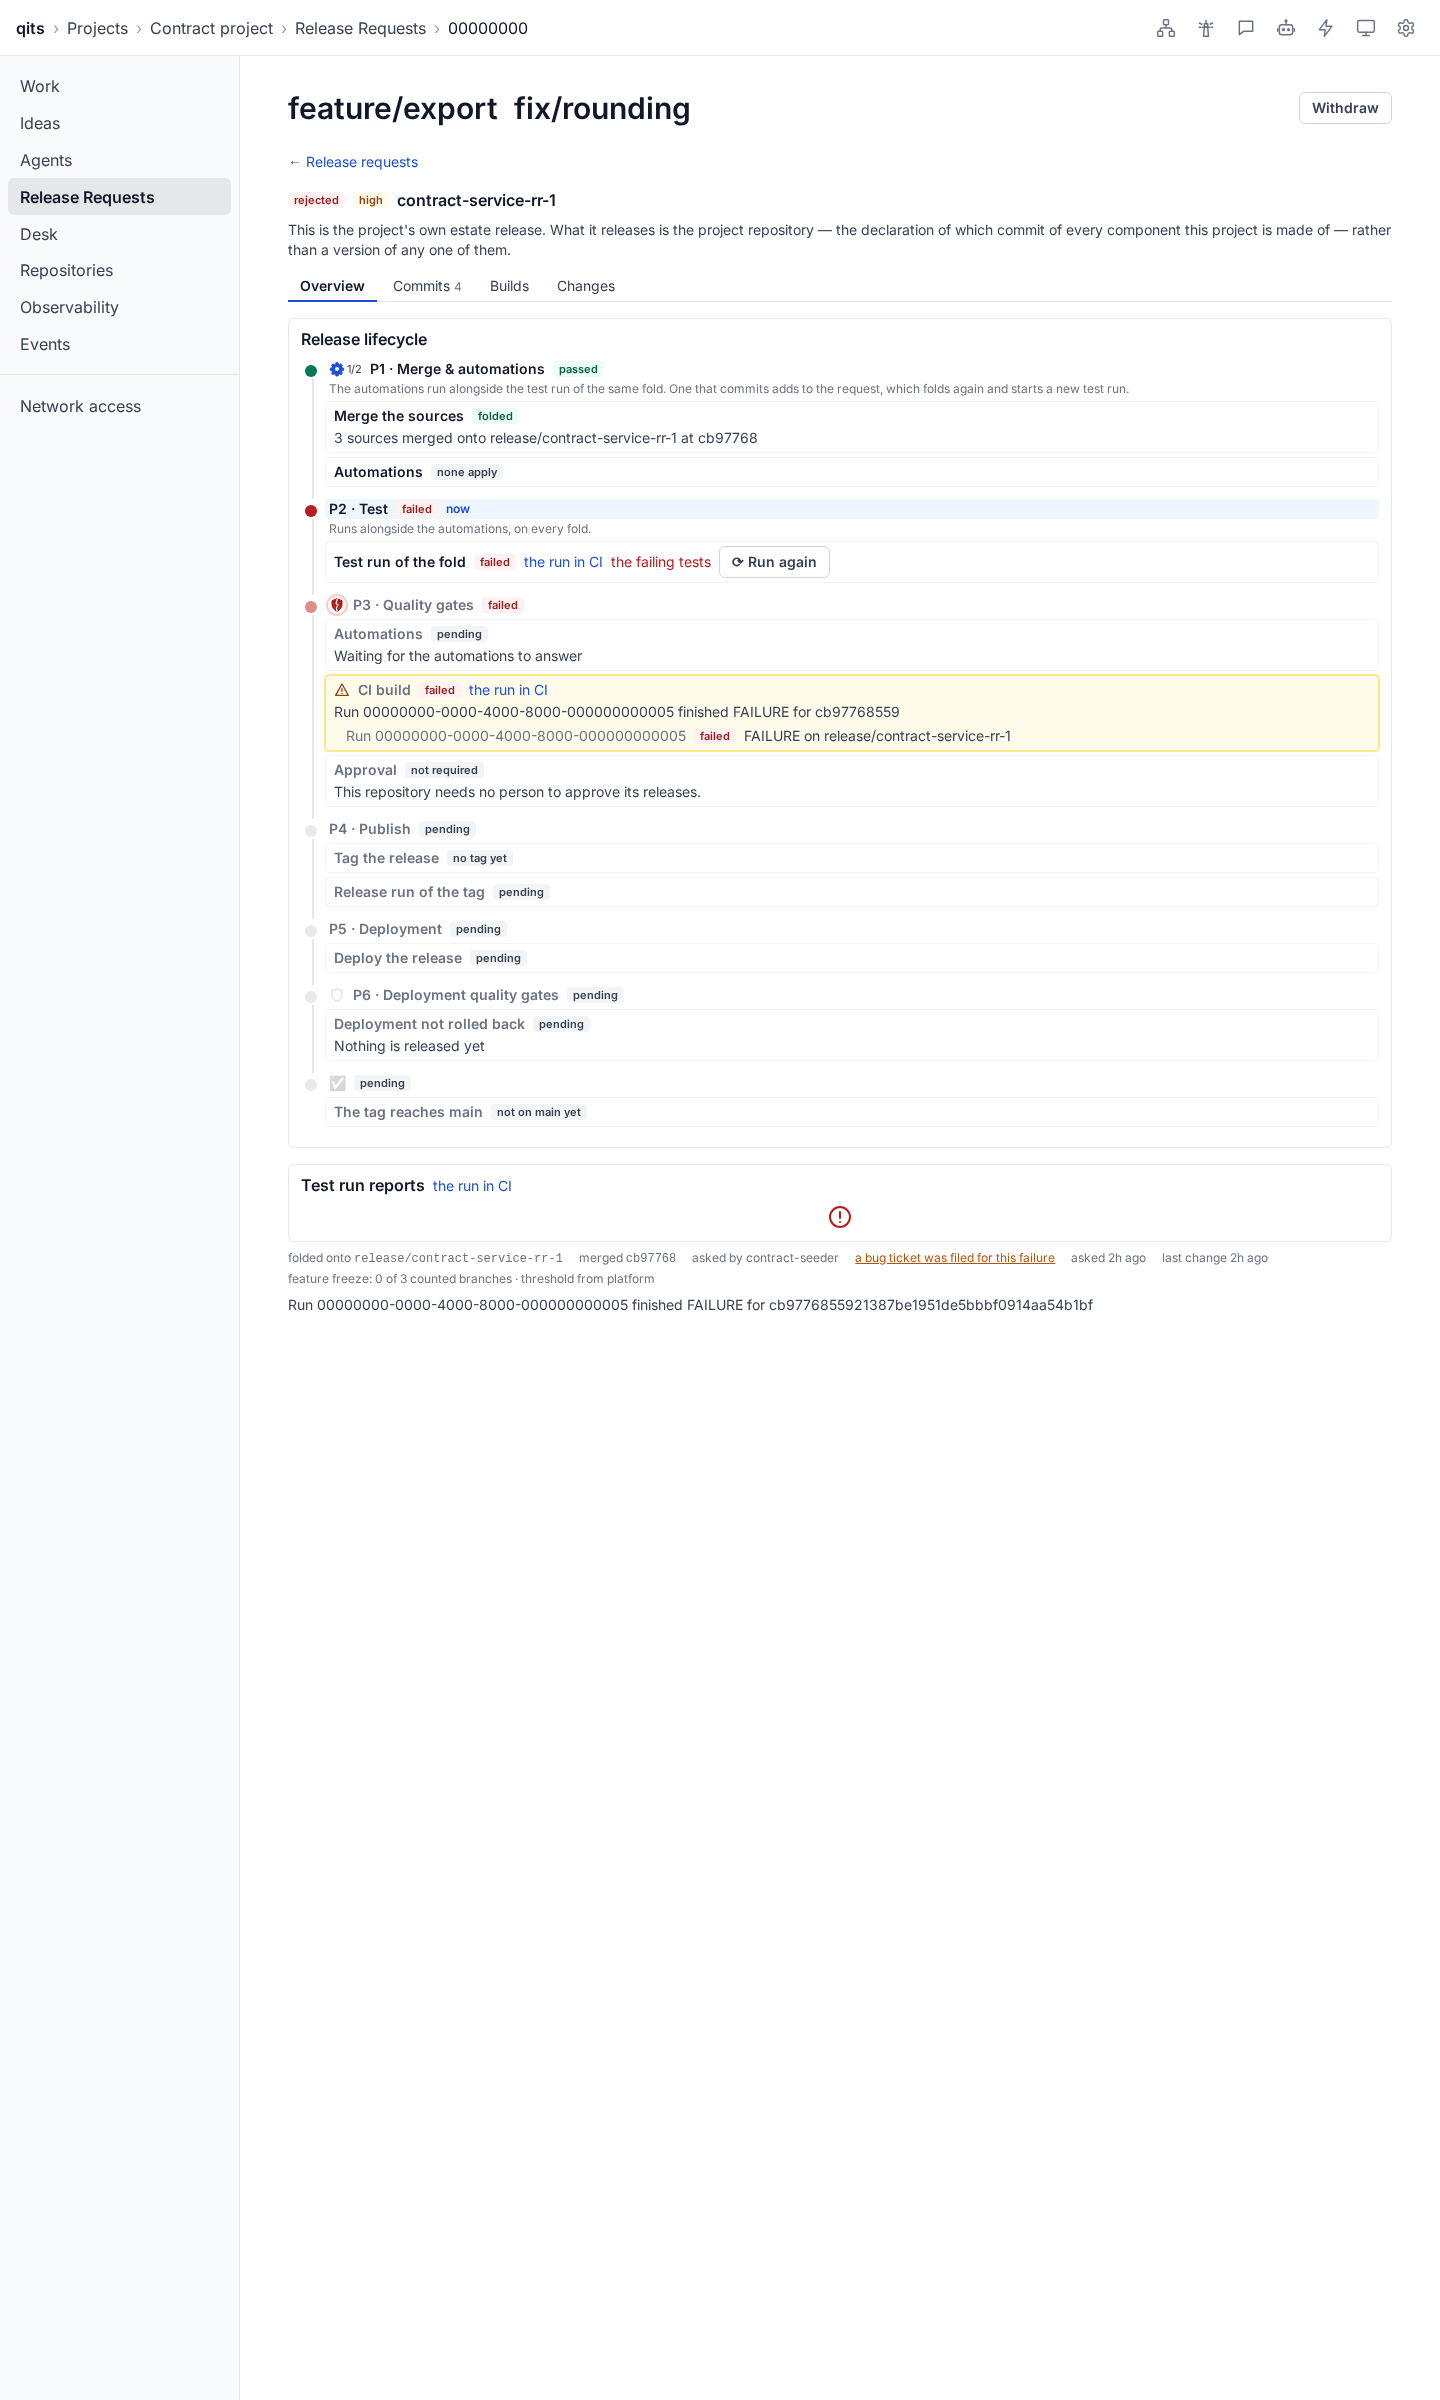 qits › Projects › Contract project › Release Requests › 00000000
Work
Ideas
Agents
Release Requests
Desk
Repositories
Observability
Events
Network access
feature/export fix/rounding
Withdraw
← Release requests
rejected high contract-service-rr-1
This is the project's own estate release. What it releases is the project repository — the declaration of which commit of every component this project is made of — rather
than a version of any one of them.
Overview Commits 4 Builds Changes
Release lifecycle
1/2 P1 · Merge & automations passed
The automations run alongside the test run of the same fold. One that commits adds to the request, which folds again and starts a new test run.
Merge the sources folded
3 sources merged onto release/contract-service-rr-1 at cb97768
Automations none apply
P2 · Test failed now
Runs alongside the automations, on every fold.
Test run of the fold failed the run in CI the failing tests ⟳ Run again
P3 · Quality gates failed
Automations pending
Waiting for the automations to answer
CI build failed the run in CI
Run 00000000-0000-4000-8000-000000000005 finished FAILURE for cb97768559
Run 00000000-0000-4000-8000-000000000005 failed FAILURE on release/contract-service-rr-1
Approval not required
This repository needs no person to approve its releases.
P4 · Publish pending
Tag the release no tag yet
Release run of the tag pending
P5 · Deployment pending
Deploy the release pending
P6 · Deployment quality gates pending
Deployment not rolled back pending
Nothing is released yet
pending
The tag reaches main not on main yet
Test run reports the run in CI
folded onto release/contract-service-rr-1 merged cb97768 asked by contract-seeder a bug ticket was filed for this failure asked 2h ago last change 2h ago
feature freeze: 0 of 3 counted branches · threshold from platform
Run 00000000-0000-4000-8000-000000000005 finished FAILURE for cb9776855921387be1951de5bbbf0914aa54b1bf